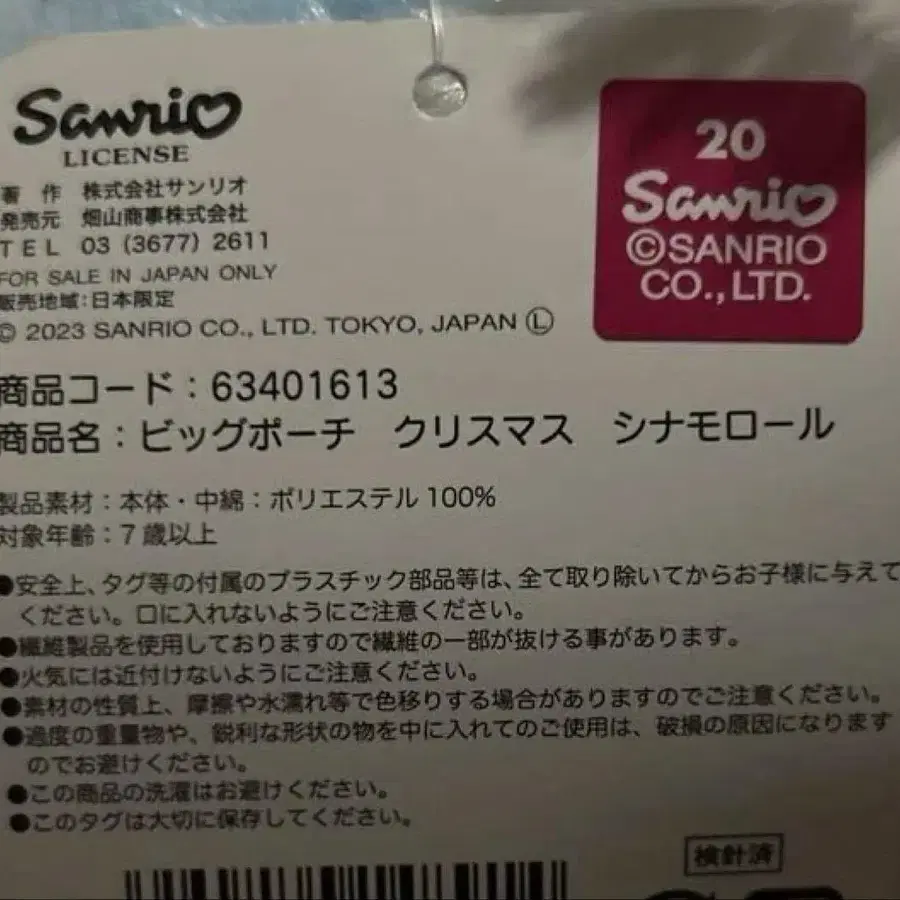 Sanrio
LICENSE
著 作 株式会社サンリオ
発売元 畑山商事株式会社
TEL 03 (3677) 2611
FOR SALE IN JAPAN ONLY
販売地域:日本限定
© 2023 SANRIO CO., LTD. TOKYO, JAPAN Ⓛ
20
Sanrio
©SANRIO
CO., LTD.
商品コード:63401613
商品名:ビッグポーチ クリスマス シナモロール
製品素材:本体・中綿:ポリエステル100%
対象年齢:7歳以上
●安全上、タグ等の付属のプラスチック部品等は、全て取り除いてからお子様に与えて
ください。口に入れないようにご注意ください。
●繊維製品を使用しておりますので繊維の一部が抜ける事があります。
●火気には近付けないようにご注意ください。
●素材の性質上、摩擦や水濡れ等で色移りする場合がありますのでご注意ください。
●過度の重量物や、鋭利な形状の物を中に入れてのご使用は、破損の原因になります
のでお避けください。
●この商品の洗濯はお避けください。
●このタグは大切に保存してください。
検針済